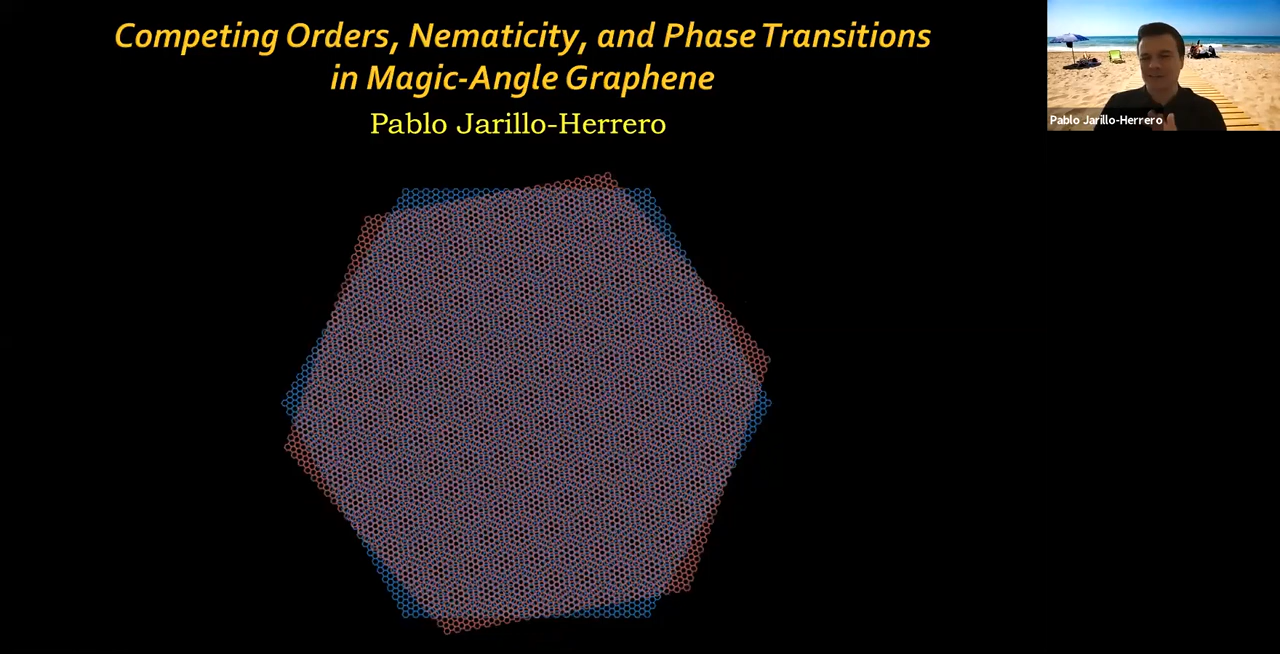 Competing Orders, Nematicity, and Phase Transitions
in Magic-Angle Graphene
Pablo Jarillo-Herrero
Pablo Jarillo-Herrero